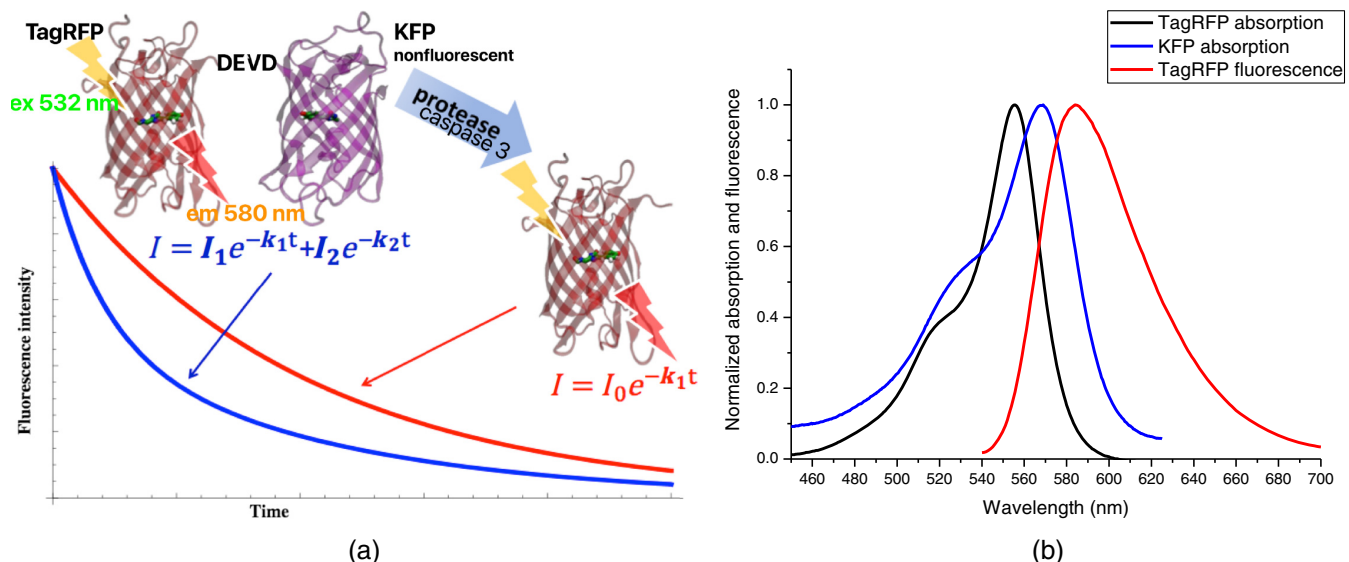 TagRFP
DEVD
KFP
nonfluorescent
ex 532 nm
protease
caspase 3
em 580 nm
I = I₁e^{-k₁t}+I₂e^{-k₂t}
I = I₀e^{-k₁t}
Fluorescence intensity
Time
(a)
TagRFP absorption
KFP absorption
TagRFP fluorescence
Normalized absorption and fluorescence
1.0
0.8
0.6
0.4
0.2
0.0
460 480 500 520 540 560 580 600 620 640 660 680 700
Wavelength (nm)
(b)